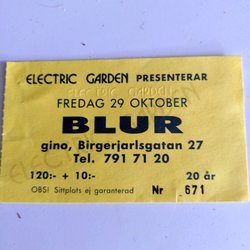 ELECTRIC GARDEN PRESENTERAR
ELECTRIC GARDEN
FREDAG 29 OKTOBER
BLUR
gino, Birgerjarlsgatan 27
Tel. 791 71 20
120:- + 10:- 20 år
OBS! Sittplats ej garanterad Nr 671